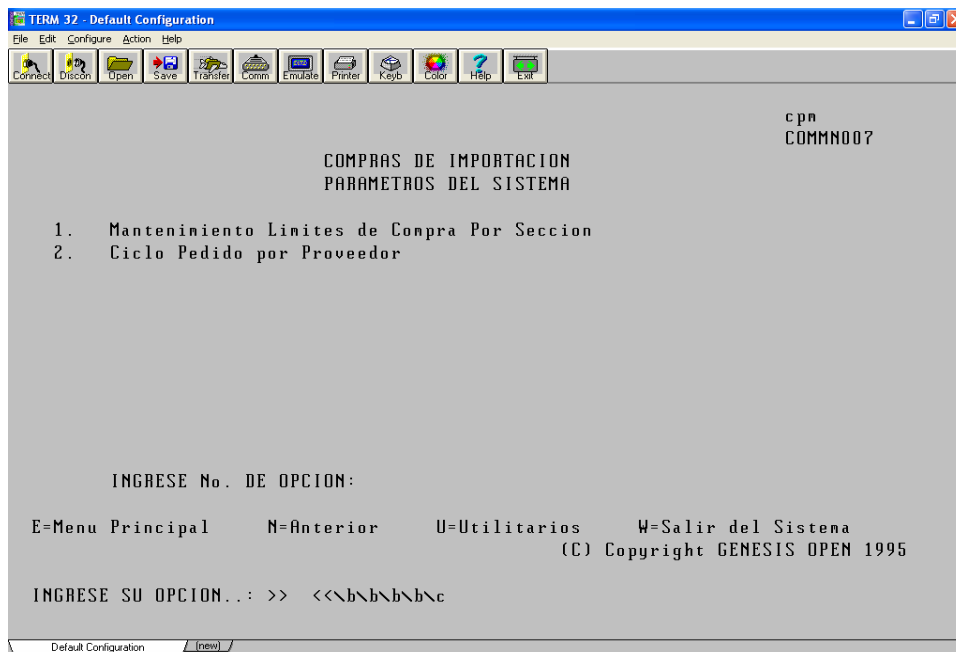 TERM 32 - Default Configuration
File Edit Configure Action Help
Connect Discon Open Save Transfer Comm Emulate Printer Keyb Color Help Exit
cpm
COMMN007
COMPRAS DE IMPORTACION
PARAMETROS DEL SISTEMA
1. Mantenimiento Limites de Compra Por Seccion
2. Ciclo Pedido por Proveedor
INGRESE No. DE OPCION:
E=Menu Principal N=Anterior U=Utilitarios W=Salir del Sistema
(C) Copyright GENESIS OPEN 1995
INGRESE SU OPCION..: >> <<\b\b\b\b\c
Default Configuration (new)